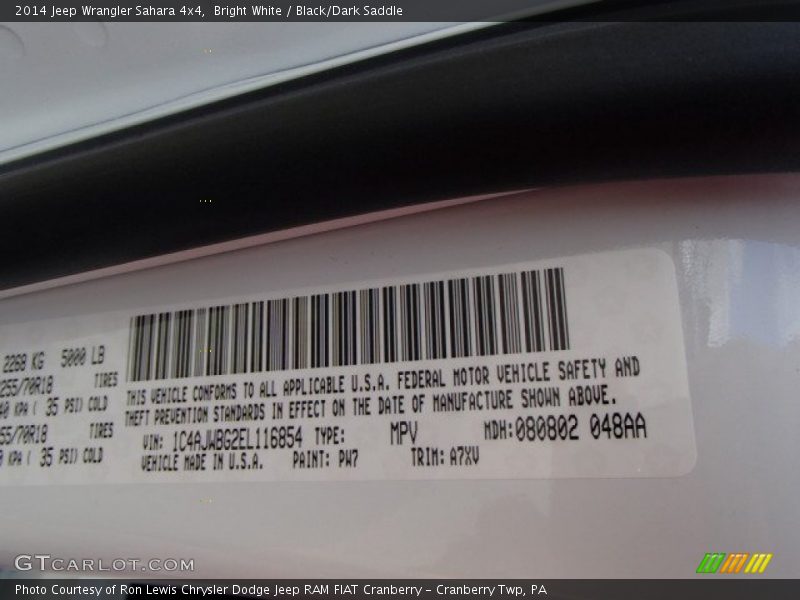 2014 Jeep Wrangler Sahara 4x4,  Bright White / Black/Dark Saddle
2268 KG  5000 LB
255/70R18  TIRES
KPA ( 35 PSI) COLD
55/70R18  TIRES
KPA ( 35 PSI) COLD
THIS VEHICLE CONFORMS TO ALL APPLICABLE U.S.A. FEDERAL MOTOR VEHICLE SAFETY AND
THEFT PREVENTION STANDARDS IN EFFECT ON THE DATE OF MANUFACTURE SHOWN ABOVE.
VIN: 1C4AJWBG2EL116854 TYPE: MPV MDH:080802 048AA
VEHICLE MADE IN U.S.A. PAINT: PW7 TRIM: A7XV
GTCARLOT.COM
Photo Courtesy of Ron Lewis Chrysler Dodge Jeep RAM FIAT Cranberry – Cranberry Twp, PA